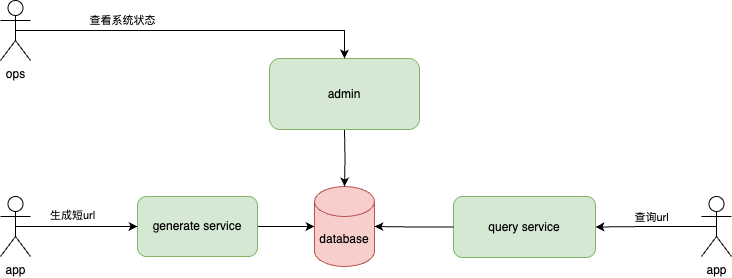 查看系统状态
ops
admin
生成短url
generate service
database
query service
查询url
app
app